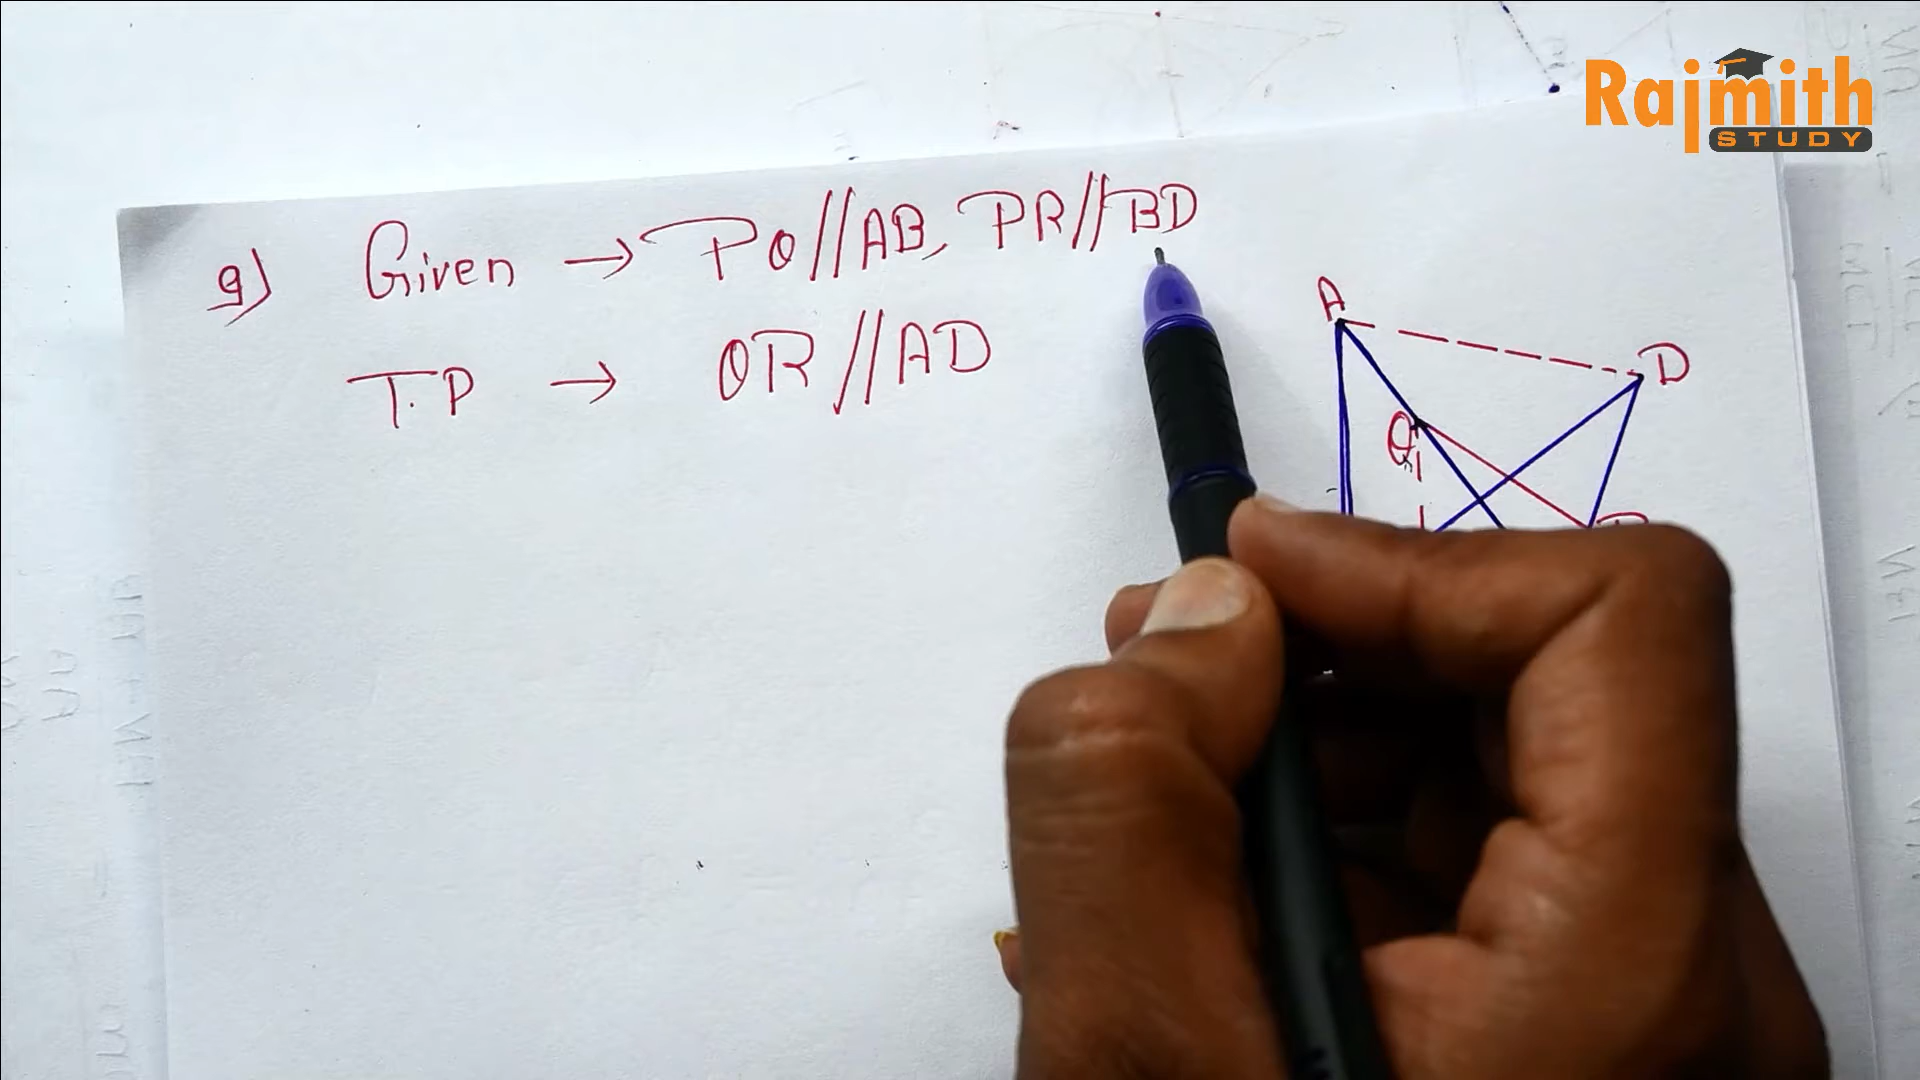 Rajmith
STUDY
9) Given → PQ//AB, PR//BD
T.P → QR//AD
A
D
Q